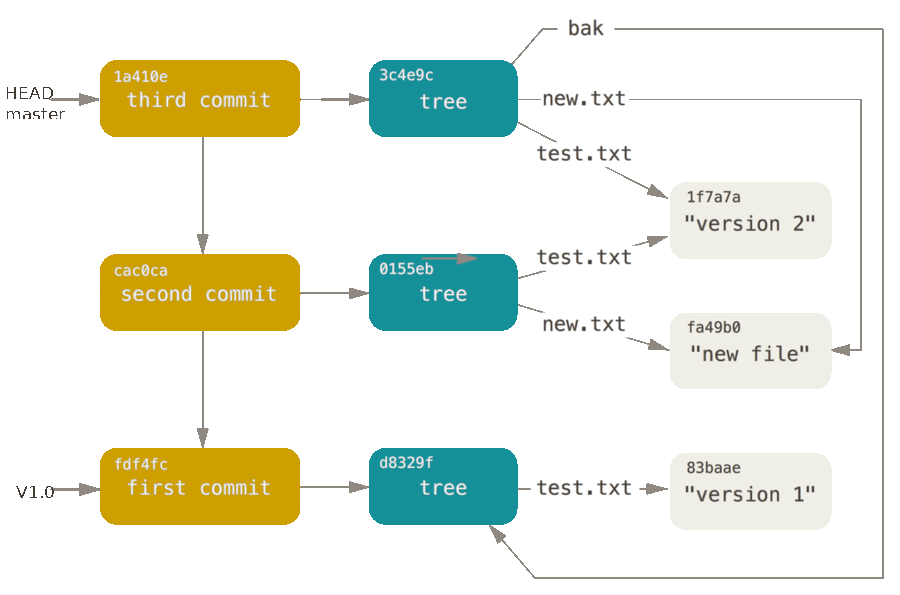 bak
1a410e
third commit
3c4e9c
tree
HEAD
master
new.txt
test.txt
1f7a7a
"version 2"
cac0ca
second commit
0155eb
tree
test.txt
new.txt
fa49b0
"new file"
fdf4fc
first commit
d8329f
tree
V1.0
test.txt
83baae
"version 1"